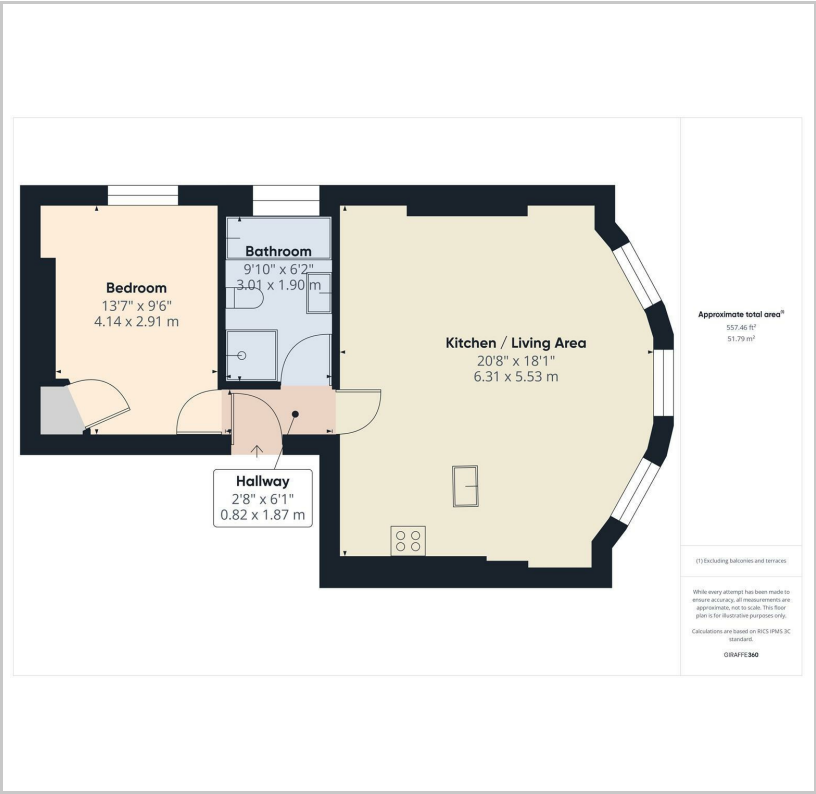 Bedroom
13'7" x 9'6"
4.14 x 2.91 m
Bathroom
9'10" x 6'2"
3.01 x 1.90 m
Kitchen / Living Area
20'8" x 18'1"
6.31 x 5.53 m
Hallway
2'8" x 6'1"
0.82 x 1.87 m
Approximate total area⁽¹⁾
557.46 ft²
51.79 m²
(1) Excluding balconies and terraces
While every attempt has been made to
ensure accuracy, all measurements are
approximate, not to scale. This floor
plan is for illustrative purposes only.
Calculations are based on RICS IPMS 3C
standard.
GIRAFFE360